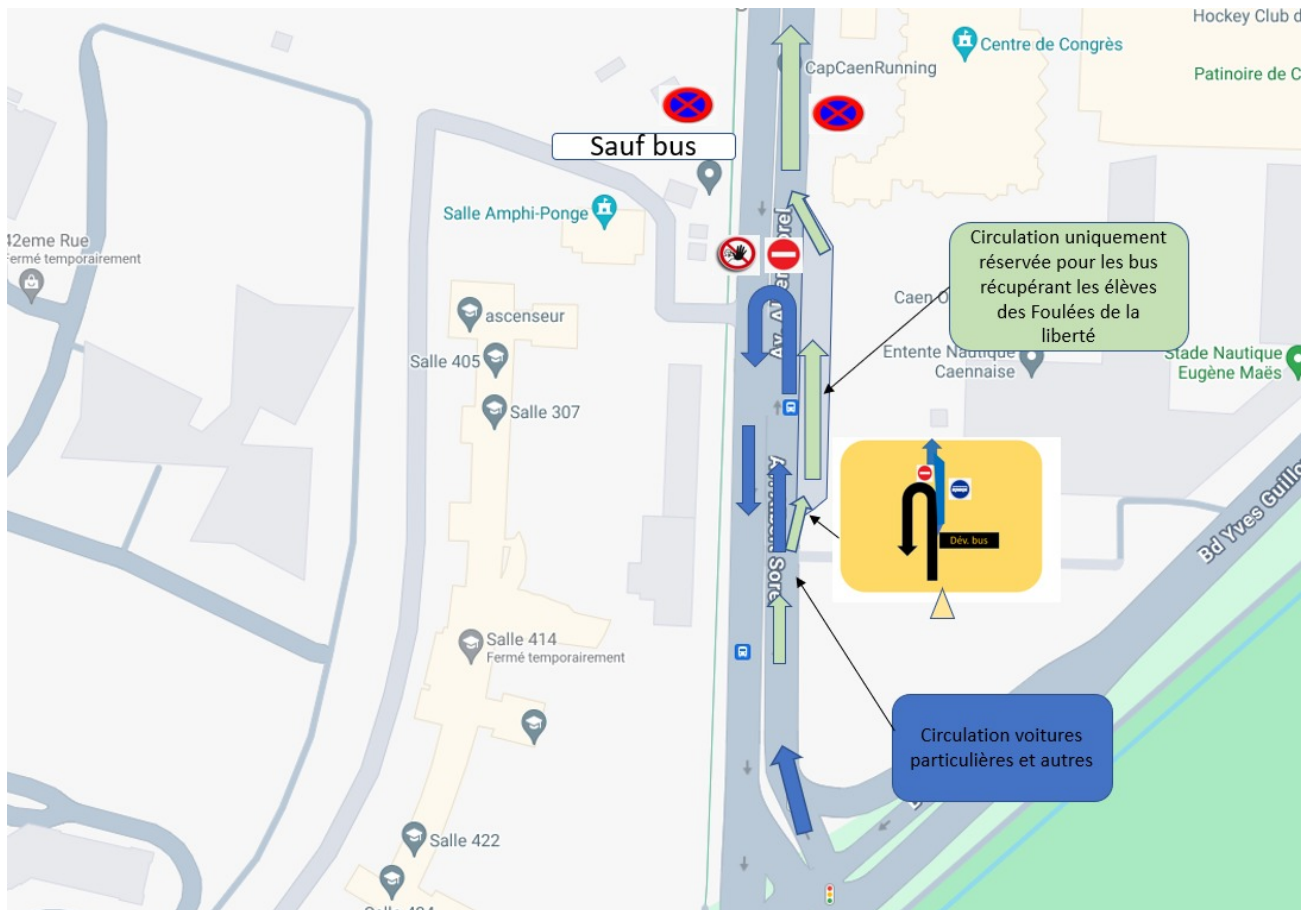 Hockey Club d
Centre de Congrès
CapCaenRunning
Patinoire de C
Sauf bus
Salle Amphi-Ponge
42eme Rue
Fermé temporairement
Circulation uniquement
réservée pour les bus
récupérant les élèves
des Foulées de la
liberté
Caen O
ascenseur
Salle 405
Entente Nautique
Caennaise
Stade Nautique
Eugène Maës
Salle 307
Dév. bus
Bd Yves Guillo
Salle 414
Fermé temporairement
Circulation voitures
particulières et autres
Salle 422